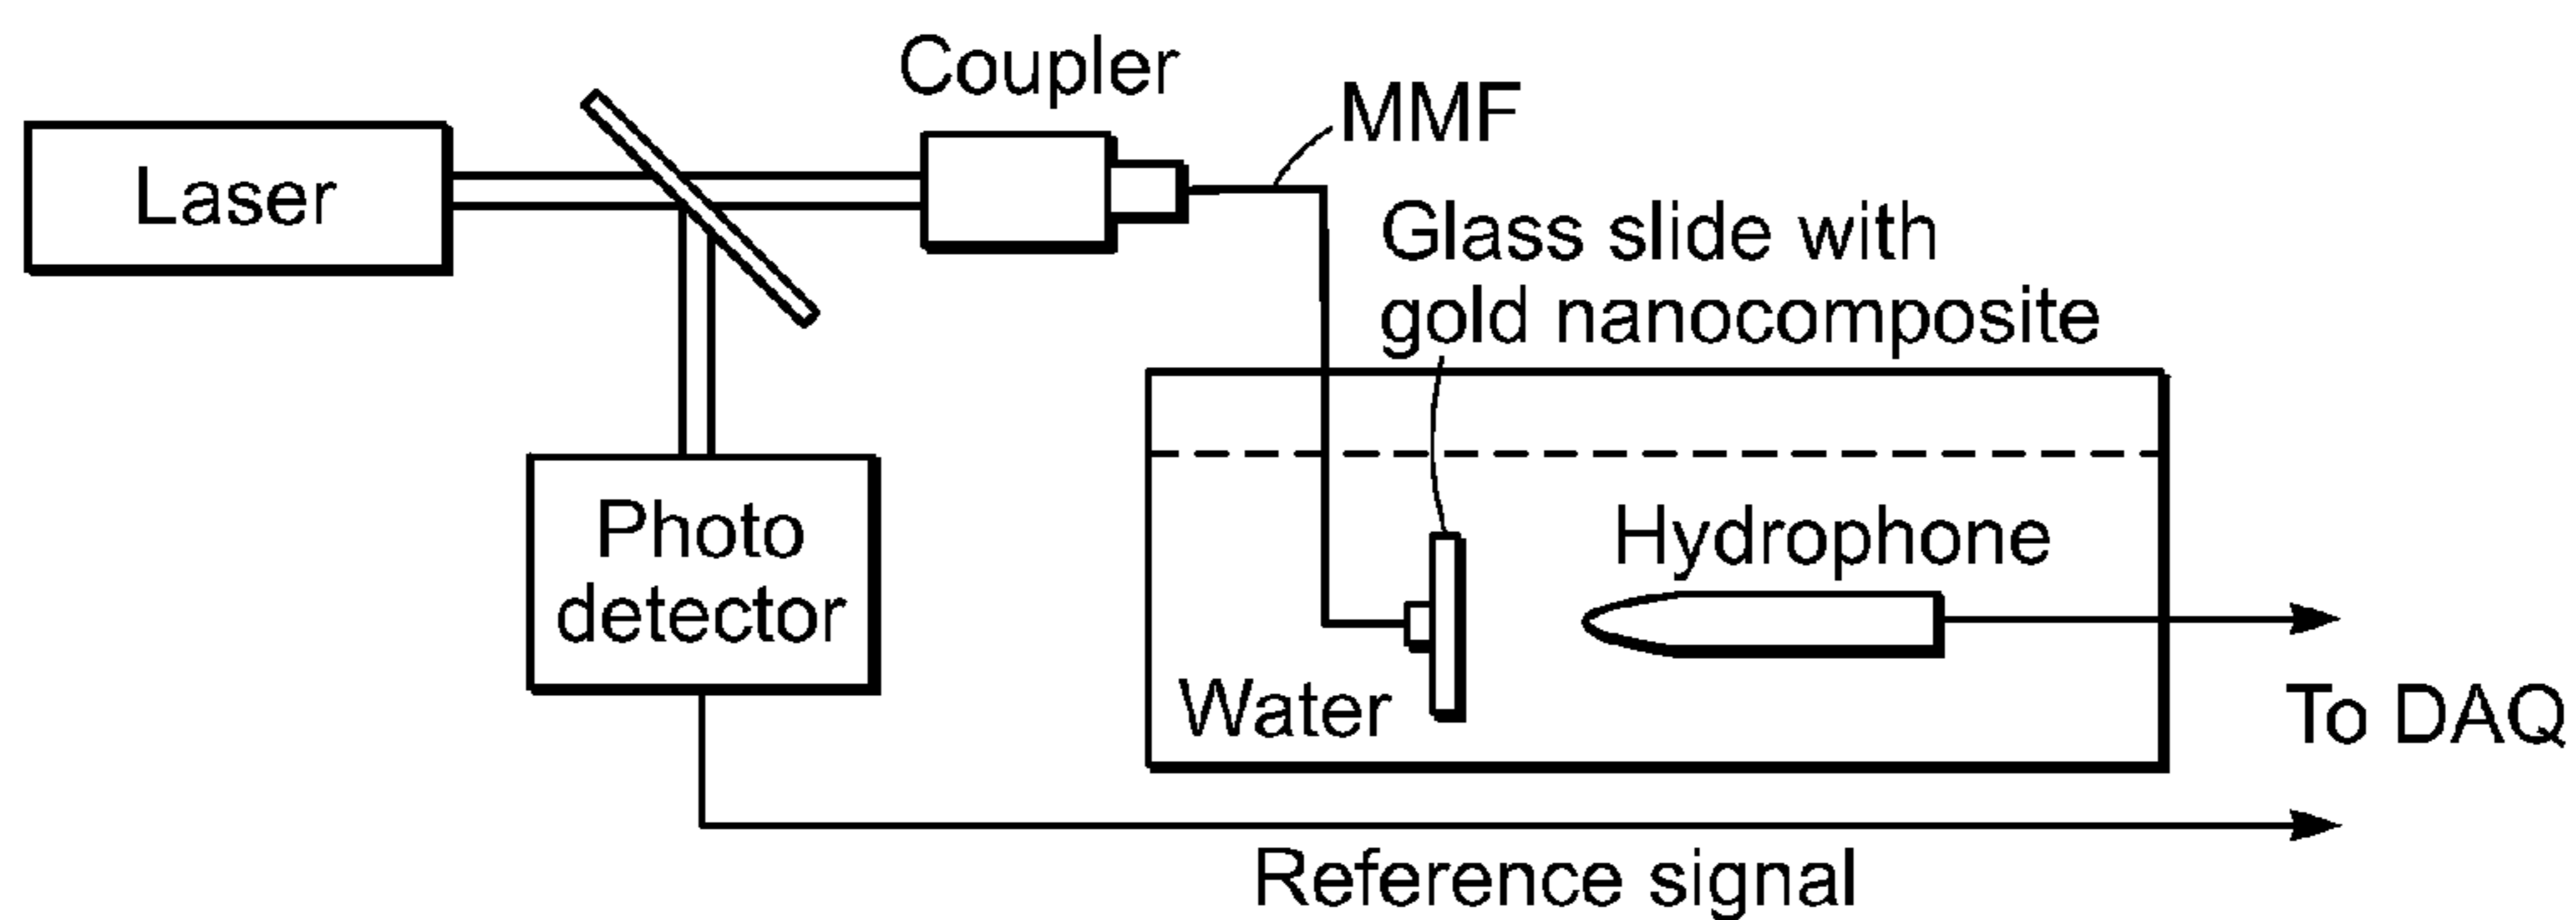 Coupler
MMF
Laser
Glass slide with
gold nanocomposite
Photo
detector
Hydrophone
Water
To DAQ
Reference signal